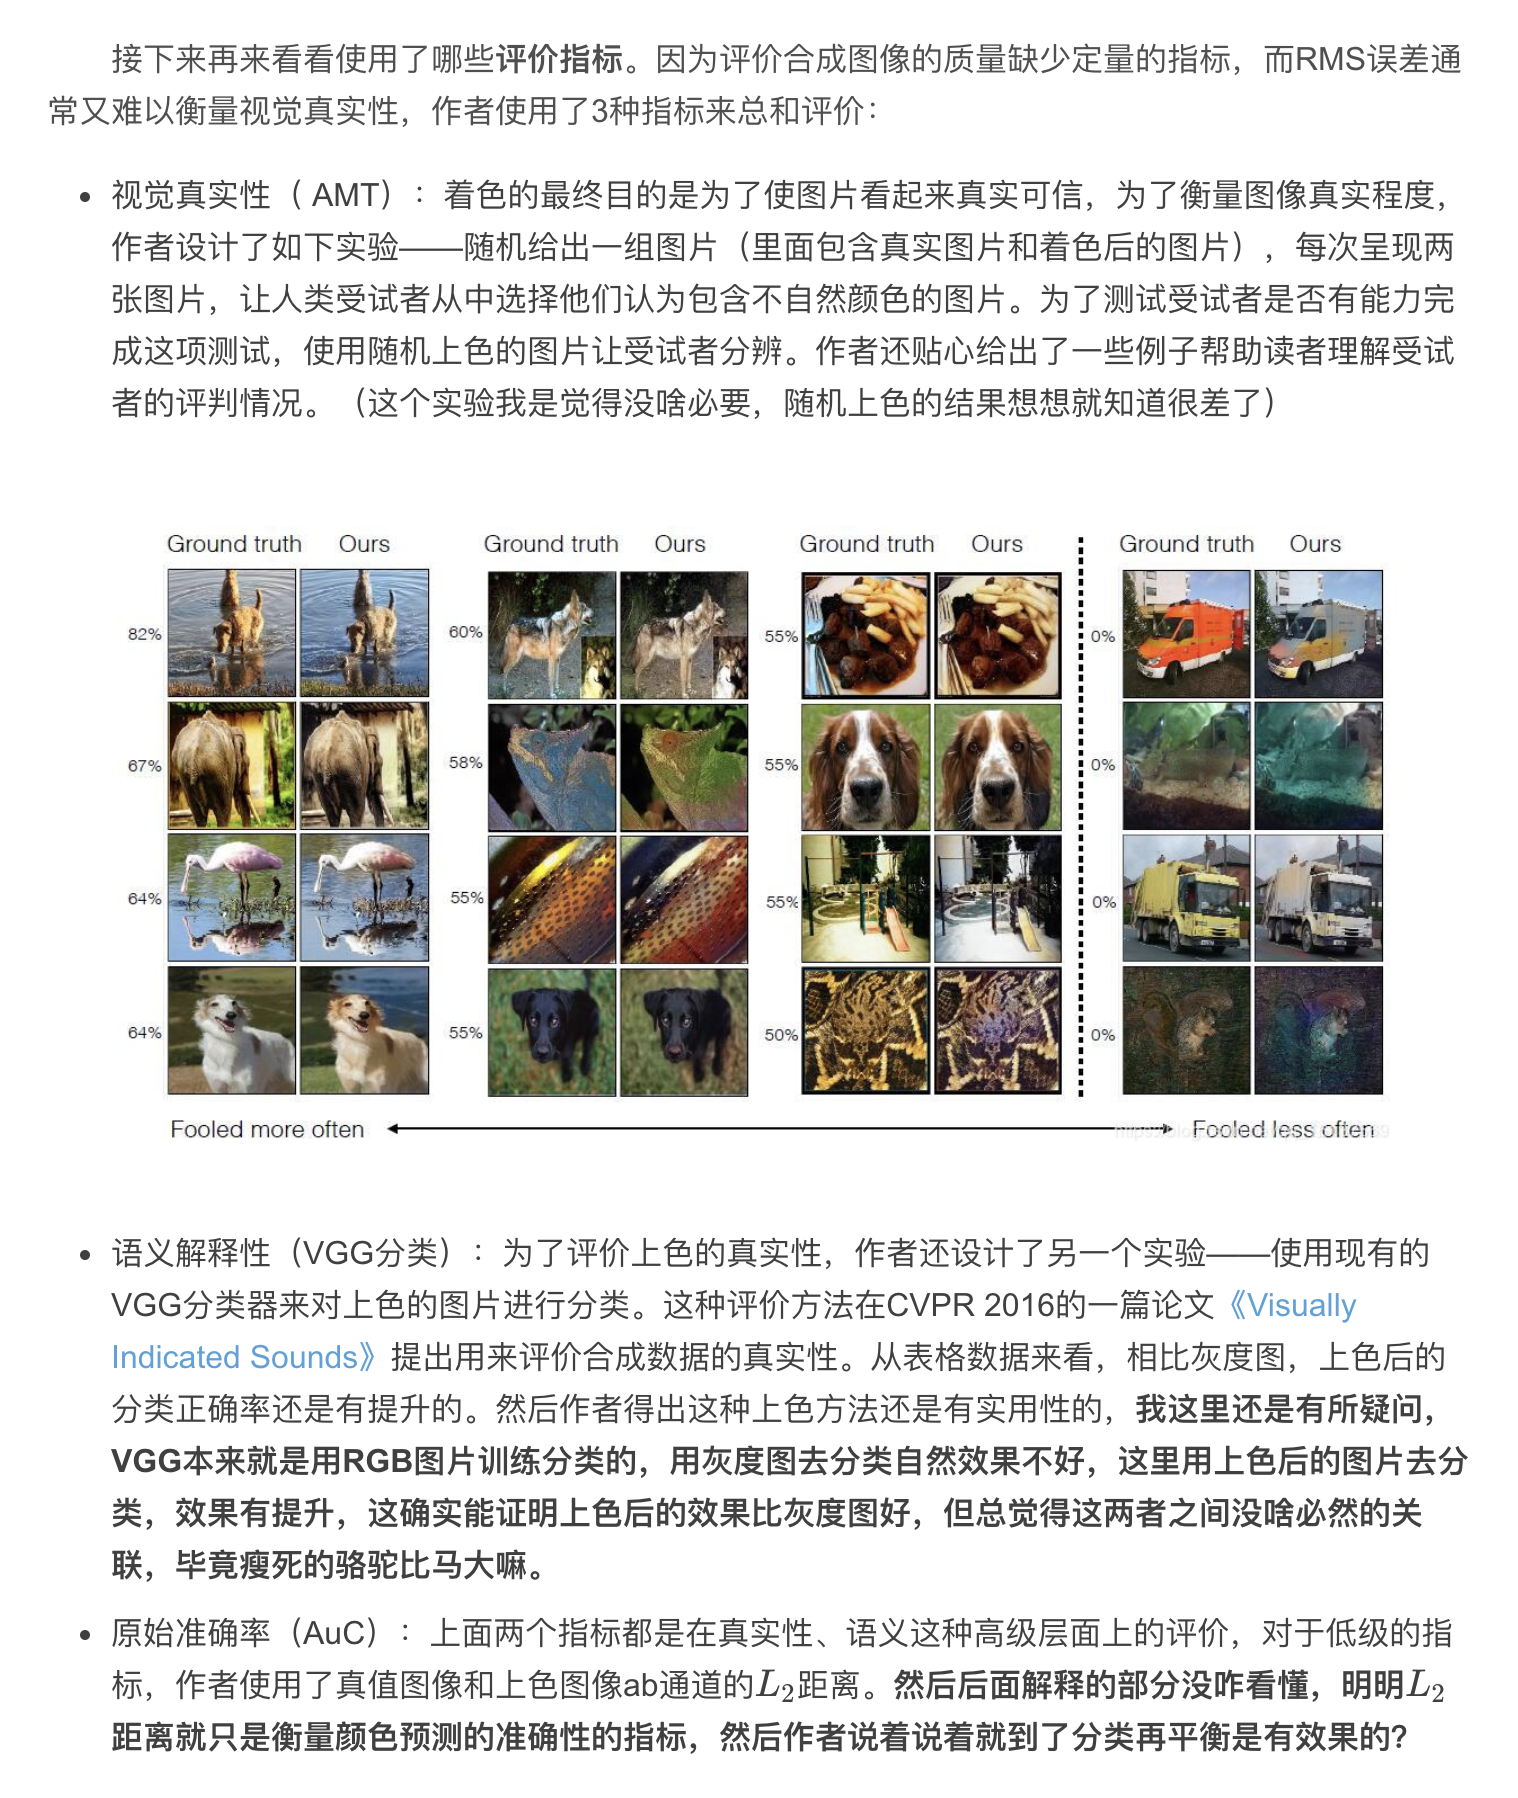 接下来再来看看使用了哪些评价指标。因为评价合成图像的质量缺少定量的指标，而RMS误差通
常又难以衡量视觉真实性，作者使用了3种指标来总和评价：
视觉真实性（ AMT）：着色的最终目的是为了使图片看起来真实可信，为了衡量图像真实程度，
作者设计了如下实验——随机给出一组图片（里面包含真实图片和着色后的图片），每次呈现两
张图片，让人类受试者从中选择他们认为包含不自然颜色的图片。为了测试受试者是否有能力完
成这项测试，使用随机上色的图片让受试者分辨。作者还贴心给出了一些例子帮助读者理解受试
者的评判情况。（这个实验我是觉得没啥必要，随机上色的结果想想就知道很差了）
Ground truth Ours Ground truth Ours Ground truth Ours Ground truth Ours
82% 60% 55% 0%
67% 58% 55% 0%
64% 55% 55% 0%
64% 55% 50% 0%
Fooled more often Fooled less often
语义解释性（VGG分类）：为了评价上色的真实性，作者还设计了另一个实验——使用现有的
VGG分类器来对上色的图片进行分类。这种评价方法在CVPR 2016的一篇论文《Visually
Indicated Sounds》提出用来评价合成数据的真实性。从表格数据来看，相比灰度图，上色后的
分类正确率还是有提升的。然后作者得出这种上色方法还是有实用性的，我这里还是有所疑问，
VGG本来就是用RGB图片训练分类的，用灰度图去分类自然效果不好，这里用上色后的图片去分
类，效果有提升，这确实能证明上色后的效果比灰度图好，但总觉得这两者之间没啥必然的关
联，毕竟瘦死的骆驼比马大嘛。
原始准确率（AuC）：上面两个指标都是在真实性、语义这种高级层面上的评价，对于低级的指
标，作者使用了真值图像和上色图像ab通道的L2距离。然后后面解释的部分没咋看懂，明明L2
距离就只是衡量颜色预测的准确性的指标，然后作者说着说着就到了分类再平衡是有效果的?